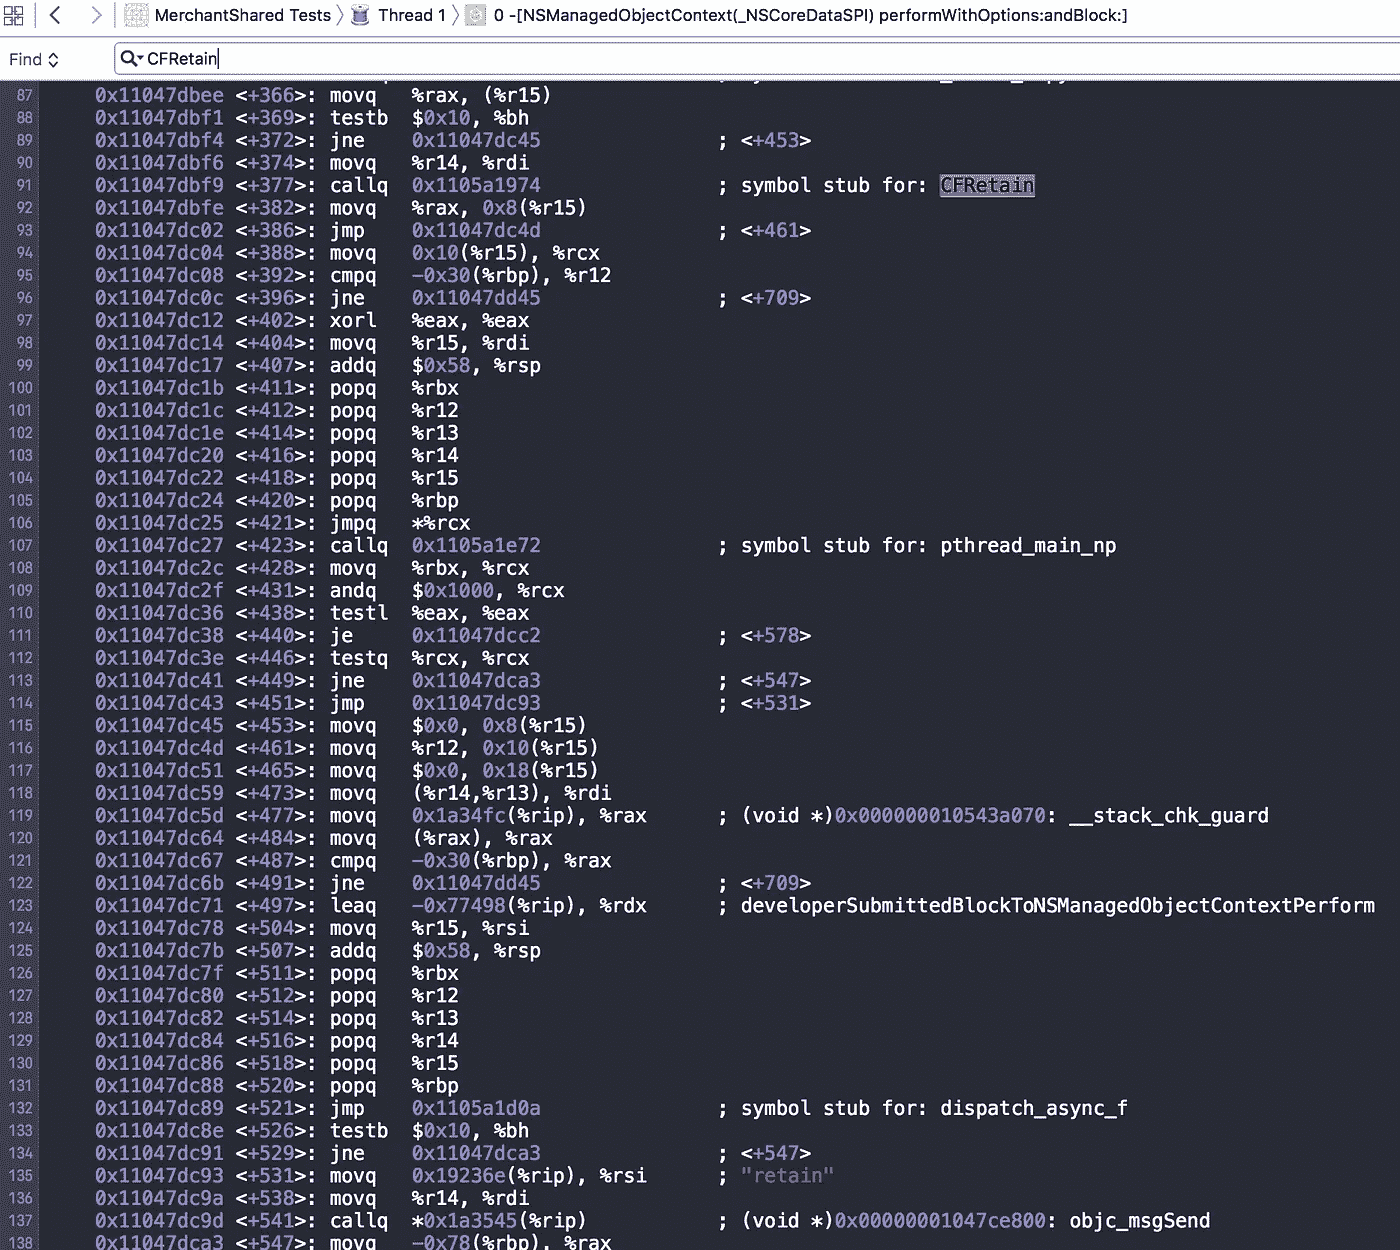 MerchantShared Tests Thread 1 0 -[NSManagedObjectContext(_NSCoreDataSPI) performWithOptions:andBlock:]
Find CFRetain
87 0x11047dbee <+366>: movq %rax, (%r15)
88 0x11047dbf1 <+369>: testb $0x10, %bh
89 0x11047dbf4 <+372>: jne 0x11047dc45 ; <+453>
90 0x11047dbf6 <+374>: movq %r14, %rdi
91 0x11047dbf9 <+377>: callq 0x1105a1974 ; symbol stub for: CFRetain
92 0x11047dbfe <+382>: movq %rax, 0x8(%r15)
93 0x11047dc02 <+386>: jmp 0x11047dc4d ; <+461>
94 0x11047dc04 <+388>: movq 0x10(%r15), %rcx
95 0x11047dc08 <+392>: cmpq -0x30(%rbp), %r12
96 0x11047dc0c <+396>: jne 0x11047dd45 ; <+709>
97 0x11047dc12 <+402>: xorl %eax, %eax
98 0x11047dc14 <+404>: movq %r15, %rdi
99 0x11047dc17 <+407>: addq $0x58, %rsp
100 0x11047dc1b <+411>: popq %rbx
101 0x11047dc1c <+412>: popq %r12
102 0x11047dc1e <+414>: popq %r13
103 0x11047dc20 <+416>: popq %r14
104 0x11047dc22 <+418>: popq %r15
105 0x11047dc24 <+420>: popq %rbp
106 0x11047dc25 <+421>: jmpq *%rcx
107 0x11047dc27 <+423>: callq 0x1105a1e72 ; symbol stub for: pthread_main_np
108 0x11047dc2c <+428>: movq %rbx, %rcx
109 0x11047dc2f <+431>: andq $0x1000, %rcx
110 0x11047dc36 <+438>: testl %eax, %eax
111 0x11047dc38 <+440>: je 0x11047dcc2 ; <+578>
112 0x11047dc3e <+446>: testq %rcx, %rcx
113 0x11047dc41 <+449>: jne 0x11047dca3 ; <+547>
114 0x11047dc43 <+451>: jmp 0x11047dc93 ; <+531>
115 0x11047dc45 <+453>: movq $0x0, 0x8(%r15)
116 0x11047dc4d <+461>: movq %r12, 0x10(%r15)
117 0x11047dc51 <+465>: movq $0x0, 0x18(%r15)
118 0x11047dc59 <+473>: movq (%r14,%r13), %rdi
119 0x11047dc5d <+477>: movq 0x1a34fc(%rip), %rax ; (void *)0x000000010543a070: __stack_chk_guard
120 0x11047dc64 <+484>: movq (%rax), %rax
121 0x11047dc67 <+487>: cmpq -0x30(%rbp), %rax
122 0x11047dc6b <+491>: jne 0x11047dd45 ; <+709>
123 0x11047dc71 <+497>: leaq -0x77498(%rip), %rdx ; developerSubmittedBlockToNSManagedObjectContextPerform
124 0x11047dc78 <+504>: movq %r15, %rsi
125 0x11047dc7b <+507>: addq $0x58, %rsp
126 0x11047dc7f <+511>: popq %rbx
127 0x11047dc80 <+512>: popq %r12
128 0x11047dc82 <+514>: popq %r13
129 0x11047dc84 <+516>: popq %r14
130 0x11047dc86 <+518>: popq %r15
131 0x11047dc88 <+520>: popq %rbp
132 0x11047dc89 <+521>: jmp 0x1105a1d0a ; symbol stub for: dispatch_async_f
133 0x11047dc8e <+526>: testb $0x10, %bh
134 0x11047dc91 <+529>: jne 0x11047dca3 ; <+547>
135 0x11047dc93 <+531>: movq 0x19236e(%rip), %rsi ; "retain"
136 0x11047dc9a <+538>: movq %r14, %rdi
137 0x11047dc9d <+541>: callq *0x1a3545(%rip) ; (void *)0x00000001047ce800: objc_msgSend
138 0x11047dca3 <+547>: movq -0x78(%rbp), %rax